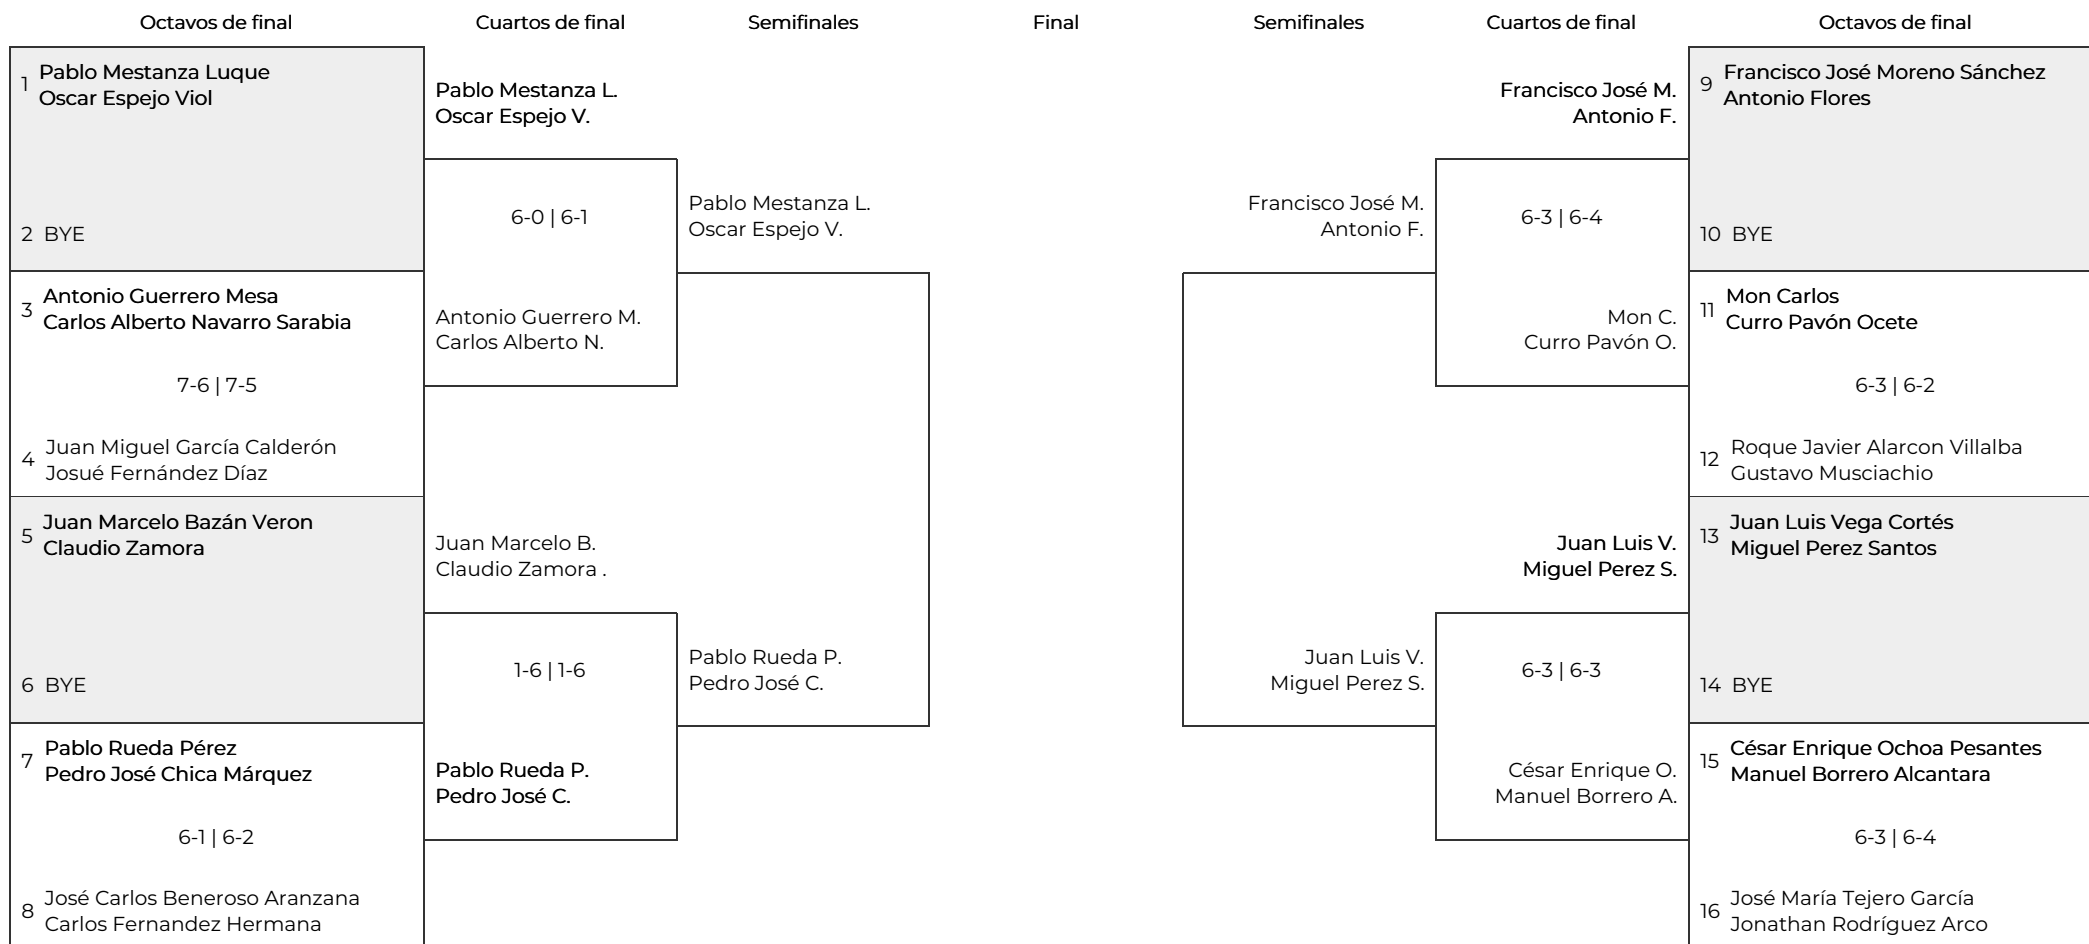 Octavos de final
Cuartos de final
Semifinales
Final
Semifinales
Cuartos de final
Octavos de final
1
Pablo Mestanza Luque
Oscar Espejo Viol
2 BYE
3
Antonio Guerrero Mesa
Carlos Alberto Navarro Sarabia
7-6 | 7-5
4
Juan Miguel García Calderón
Josué Fernández Díaz
5
Juan Marcelo Bazán Veron
Claudio Zamora
6 BYE
7
Pablo Rueda Pérez
Pedro José Chica Márquez
6-1 | 6-2
8
José Carlos Beneroso Aranzana
Carlos Fernandez Hermana
Pablo Mestanza L.
Oscar Espejo V.
6-0 | 6-1
Antonio Guerrero M.
Carlos Alberto N.
Juan Marcelo B.
Claudio Zamora .
1-6 | 1-6
Pablo Rueda P.
Pedro José C.
Pablo Mestanza L.
Oscar Espejo V.
Pablo Rueda P.
Pedro José C.
Francisco José M.
Antonio F.
Juan Luis V.
Miguel Perez S.
Francisco José M.
Antonio F.
6-3 | 6-4
Mon C.
Curro Pavón O.
Juan Luis V.
Miguel Perez S.
6-3 | 6-3
César Enrique O.
Manuel Borrero A.
9
Francisco José Moreno Sánchez
Antonio Flores
10 BYE
11
Mon Carlos
Curro Pavón Ocete
6-3 | 6-2
12
Roque Javier Alarcon Villalba
Gustavo Musciachio
13
Juan Luis Vega Cortés
Miguel Perez Santos
14 BYE
15
César Enrique Ochoa Pesantes
Manuel Borrero Alcantara
6-3 | 6-4
16
José María Tejero García
Jonathan Rodríguez Arco